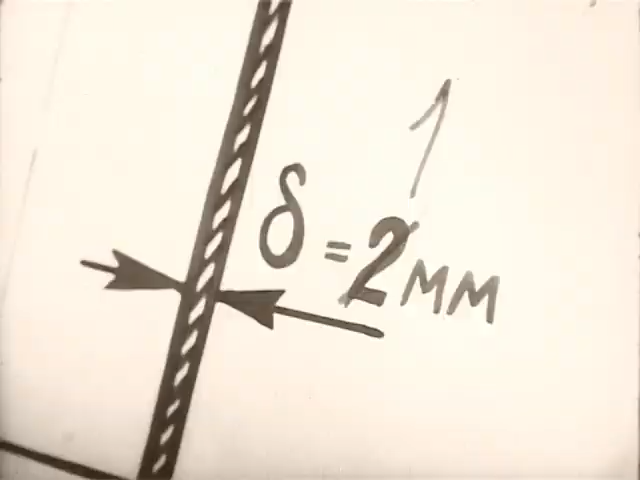 1
δ = 2мм